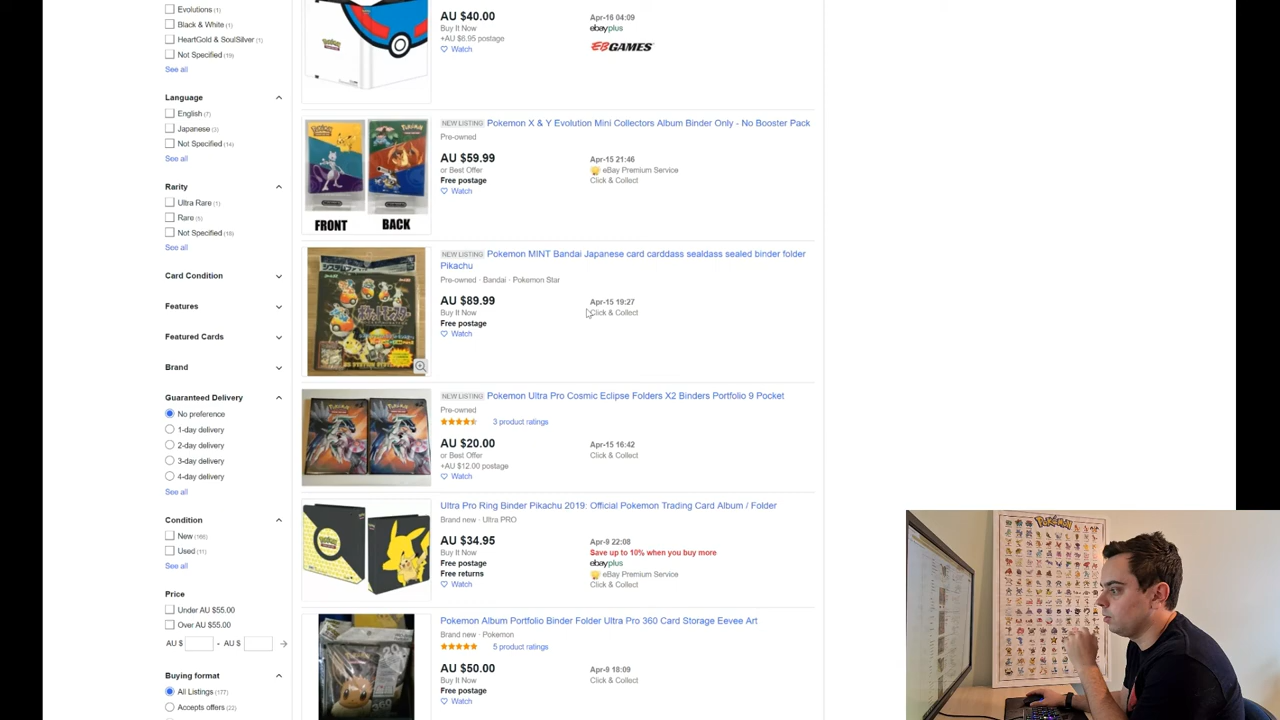 Evolutions (1)
Black & White (1)
HeartGold & SoulSilver (1)
Not Specified (19)
See all
Language
English (7)
Japanese (3)
Not Specified (14)
See all
Rarity
Ultra Rare (1)
Rare (5)
Not Specified (18)
See all
Card Condition
Features
Featured Cards
Brand
Guaranteed Delivery
No preference
1-day delivery
2-day delivery
3-day delivery
4-day delivery
See all
Condition
New (166)
Used (11)
See all
Price
Under AU $55.00
Over AU $55.00
AU $ - AU $
Buying format
All Listings (177)
Accepts offers (22)
AU $40.00
Buy It Now
+AU $6.95 postage
Watch
Apr-16 04:09
ebayplus
EB GAMES
NEW LISTING Pokemon X & Y Evolution Mini Collectors Album Binder Only - No Booster Pack
Pre-owned
AU $59.99
or Best Offer
Free postage
Watch
Apr-15 21:46
eBay Premium Service
Click & Collect
FRONT BACK
NEW LISTING Pokemon MINT Bandai Japanese card carddass sealdass sealed binder folder
Pikachu
Pre-owned · Bandai · Pokemon Star
AU $89.99
Buy It Now
Free postage
Watch
Apr-15 19:27
Click & Collect
NEW LISTING Pokemon Ultra Pro Cosmic Eclipse Folders X2 Binders Portfolio 9 Pocket
Pre-owned
3 product ratings
AU $20.00
or Best Offer
+AU $12.00 postage
Watch
Apr-15 16:42
Click & Collect
Ultra Pro Ring Binder Pikachu 2019: Official Pokemon Trading Card Album / Folder
Brand new · Ultra PRO
AU $34.95
Buy It Now
Free postage
Free returns
Watch
Apr-9 22:08
Save up to 10% when you buy more
ebayplus
eBay Premium Service
Click & Collect
Pokemon Album Portfolio Binder Folder Ultra Pro 360 Card Storage Eevee Art
Brand new · Pokemon
5 product ratings
AU $50.00
Buy It Now
Free postage
Watch
Apr-9 18:09
Click & Collect